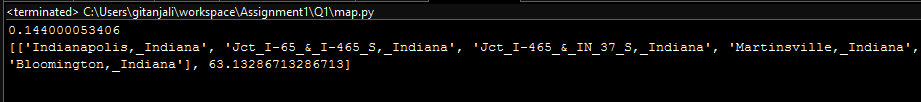 <terminated> C:\Users\gitanjali\workspace\Assignment1\Q1\map.py
0.144000053406
[['Indianapolis,_Indiana', 'Jct_I-65_&_I-465_S,_Indiana', 'Jct_I-465_&_IN_37_S,_Indiana', 'Martinsville,_Indiana',
'Bloomington,_Indiana'], 63.13286713286713]